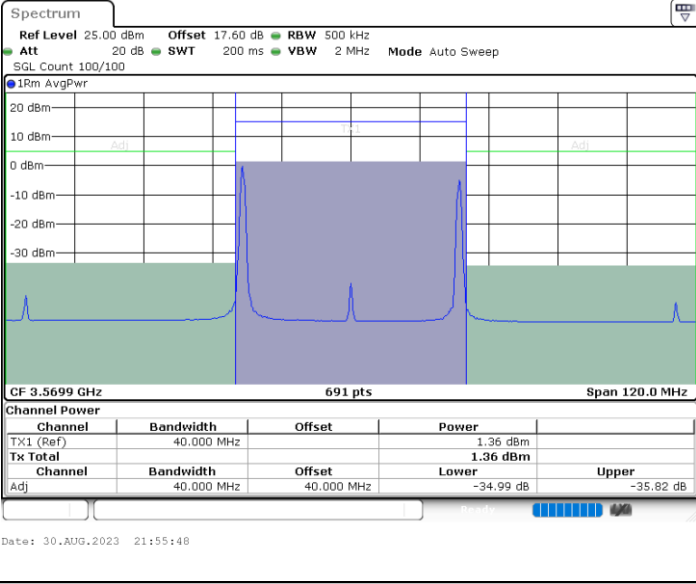 Spectrum
Ref Level 25.00 dBm Offset 17.60 dB RBW 500 kHz
Att 20 dB SWT 200 ms VBW 2 MHz Mode Auto Sweep
SGL Count 100/100
1Rm AvgPwr
20 dBm
TX1
10 dBm
Adj Adj
0 dBm
-10 dBm
-20 dBm
-30 dBm
CF 3.5699 GHz 691 pts Span 120.0 MHz
Channel Power
Channel Bandwidth Offset Power
TX1 (Ref) 40.000 MHz 1.36 dBm
Tx Total 1.36 dBm
Channel Bandwidth Offset Lower Upper
Adj 40.000 MHz 40.000 MHz -34.99 dB -35.82 dB
Ready
Date: 30.AUG.2023 21:55:48